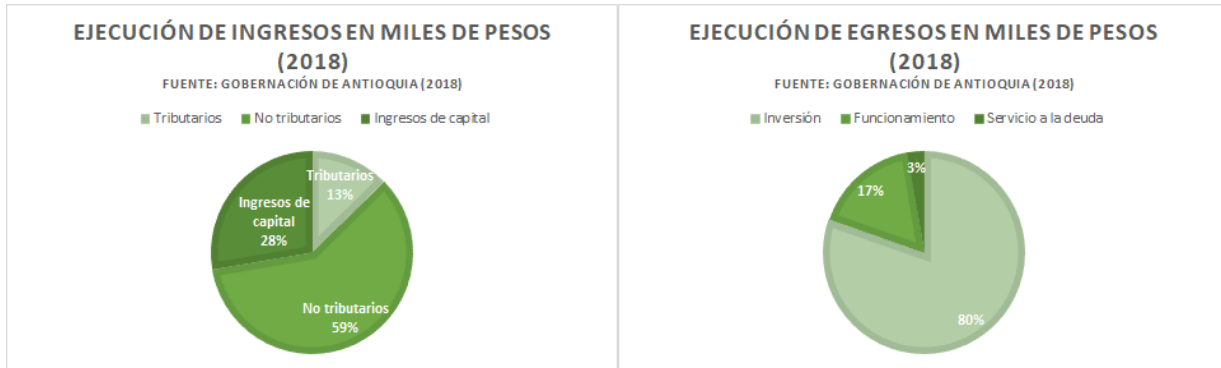 EJECUCIÓN DE INGRESOS EN MILES DE PESOS
(2018)
FUENTE: GOBERNACIÓN DE ANTIOQUIA (2018)
Tributarios No tributarios Ingresos de capital
Tributarios
13%
Ingresos de
capital
28%
No tributarios
59%
EJECUCIÓN DE EGRESOS EN MILES DE PESOS
(2018)
FUENTE: GOBERNACIÓN DE ANTIOQUIA (2018)
Inversión Funcionamiento Servicio a la deuda
3%
17%
80%